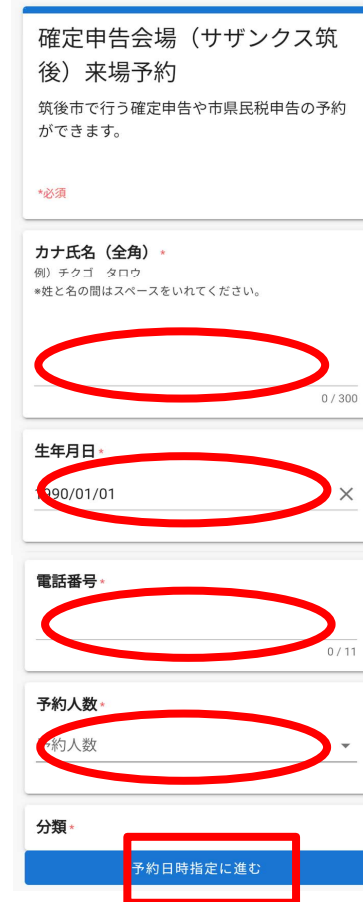 確定申告会場（サザンクス筑
後）来場予約
筑後市で行う確定申告や市県民税申告の予約
ができます。
*必須
カナ氏名（全角） *
例）チクゴ　タロウ
*姓と名の間はスペースをいれてください。
0 / 300
生年月日 *
1990/01/01
電話番号 *
0 / 11
予約人数 *
予約人数
分類 *
予約日時指定に進む